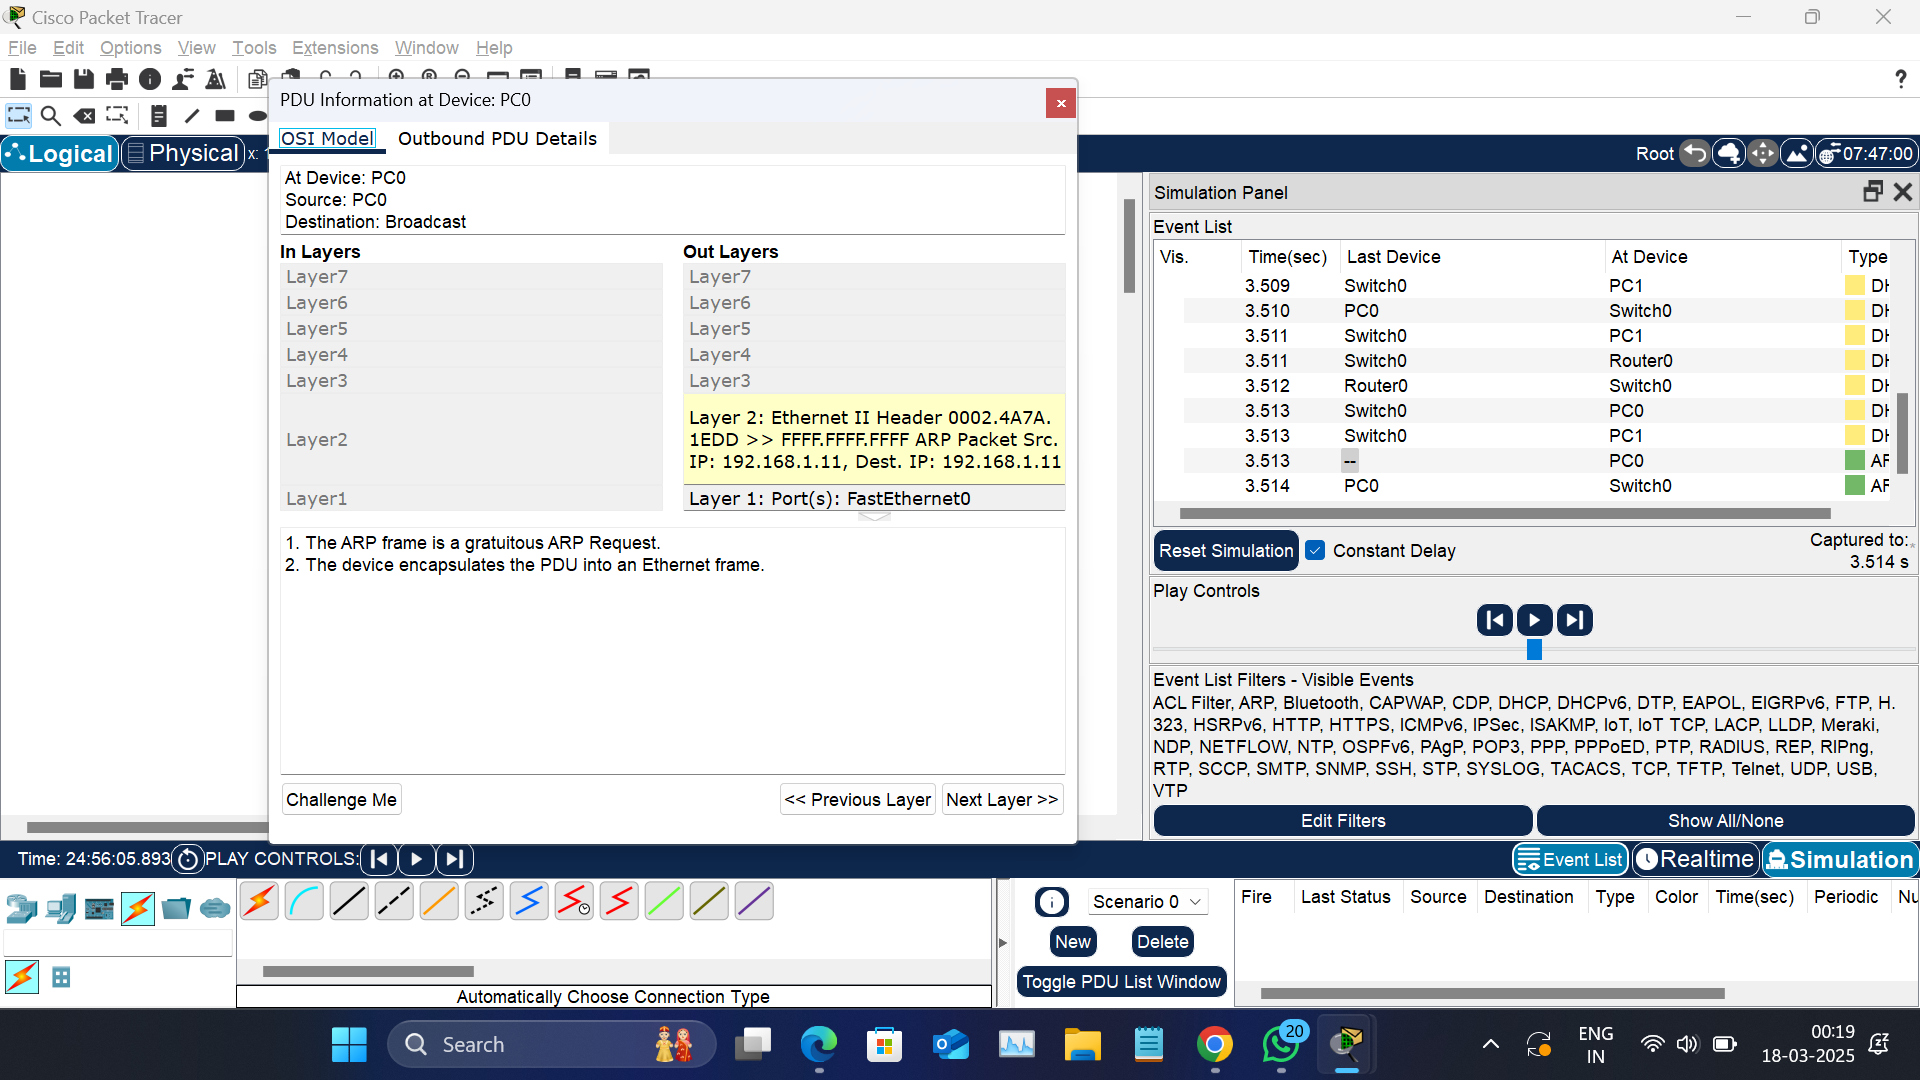 Cisco Packet Tracer
File Edit Options View Tools Extensions Window Help
?
PDU Information at Device: PC0
OSI Model Outbound PDU Details
Logical Physical x: 1
Root 07:47:00
At Device: PC0
Source: PC0
Destination: Broadcast
In Layers
Layer7
Layer6
Layer5
Layer4
Layer3
Layer2
Layer1
Out Layers
Layer7
Layer6
Layer5
Layer4
Layer3
Layer 2: Ethernet II Header 0002.4A7A.
1EDD >> FFFF.FFFF.FFFF ARP Packet Src.
IP: 192.168.1.11, Dest. IP: 192.168.1.11
Layer 1: Port(s): FastEthernet0
1. The ARP frame is a gratuitous ARP Request.
2. The device encapsulates the PDU into an Ethernet frame.
Challenge Me << Previous Layer Next Layer >>
Simulation Panel
Event List
Vis. Time(sec) Last Device At Device Type
3.509 Switch0 PC1
3.510 PC0 Switch0
3.511 Switch0 PC1
3.511 Switch0 Router0
3.512 Router0 Switch0
3.513 Switch0 PC0
3.513 Switch0 PC1
3.513 -- PC0
3.514 PC0 Switch0
Reset Simulation Constant Delay
Captured to:
3.514 s
Play Controls
Event List Filters - Visible Events
ACL Filter, ARP, Bluetooth, CAPWAP, CDP, DHCP, DHCPv6, DTP, EAPOL, EIGRPv6, FTP, H.
323, HSRPv6, HTTP, HTTPS, ICMPv6, IPSec, ISAKMP, IoT, IoT TCP, LACP, LLDP, Meraki,
NDP, NETFLOW, NTP, OSPFv6, PAgP, POP3, PPP, PPPoED, PTP, RADIUS, REP, RIPng,
RTP, SCCP, SMTP, SNMP, SSH, STP, SYSLOG, TACACS, TCP, TFTP, Telnet, UDP, USB,
VTP
Edit Filters Show All/None
Time: 24:56:05.893 PLAY CONTROLS:
Event List Realtime Simulation
Scenario 0
New Delete
Toggle PDU List Window
Fire Last Status Source Destination Type Color Time(sec) Periodic
Automatically Choose Connection Type
Search
20
ENG
IN
00:19
18-03-2025